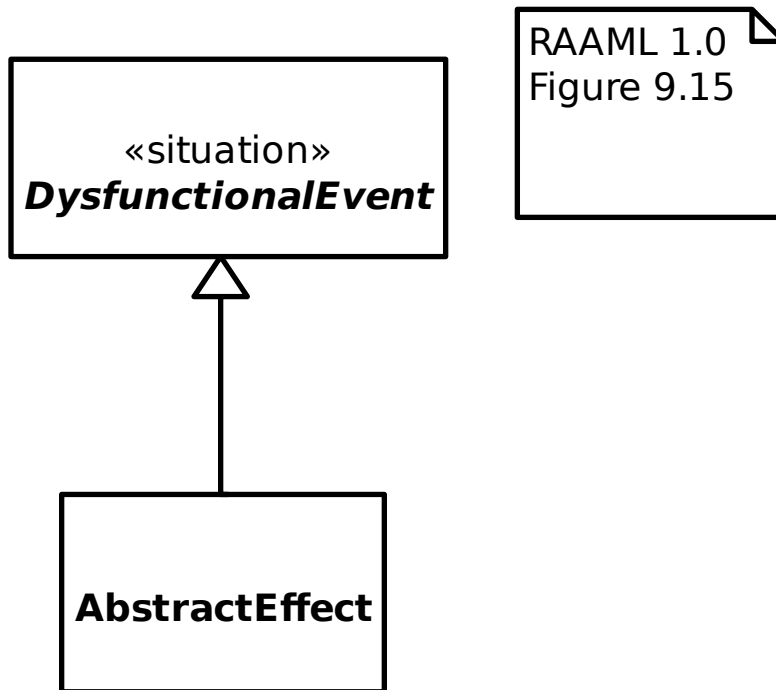 «situation»
DysfunctionalEvent
RAAML 1.0
Figure 9.15
AbstractEffect